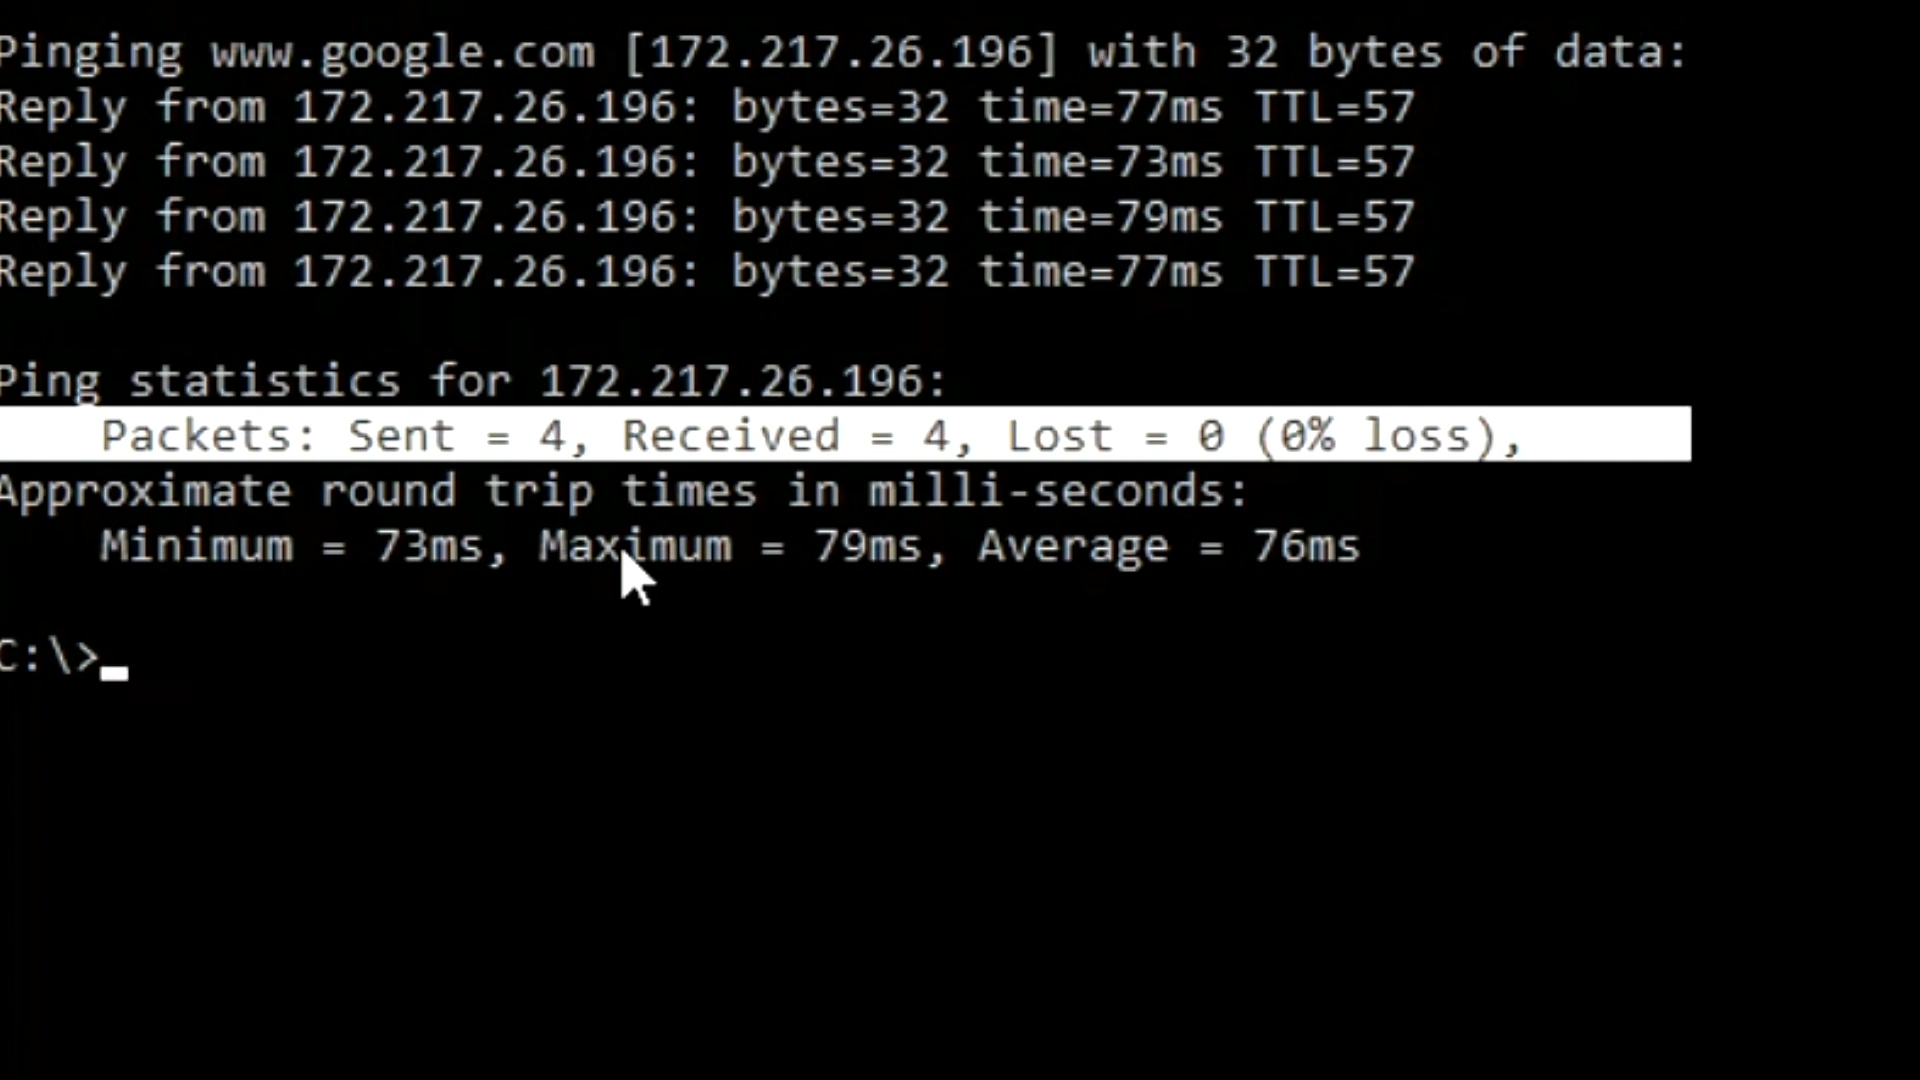 Pinging www.google.com [172.217.26.196] with 32 bytes of data:
Reply from 172.217.26.196: bytes=32 time=77ms TTL=57
Reply from 172.217.26.196: bytes=32 time=73ms TTL=57
Reply from 172.217.26.196: bytes=32 time=79ms TTL=57
Reply from 172.217.26.196: bytes=32 time=77ms TTL=57
Ping statistics for 172.217.26.196:
Packets: Sent = 4, Received = 4, Lost = 0 (0% loss),
Approximate round trip times in milli-seconds:
Minimum = 73ms, Maximum = 79ms, Average = 76ms
C:\>